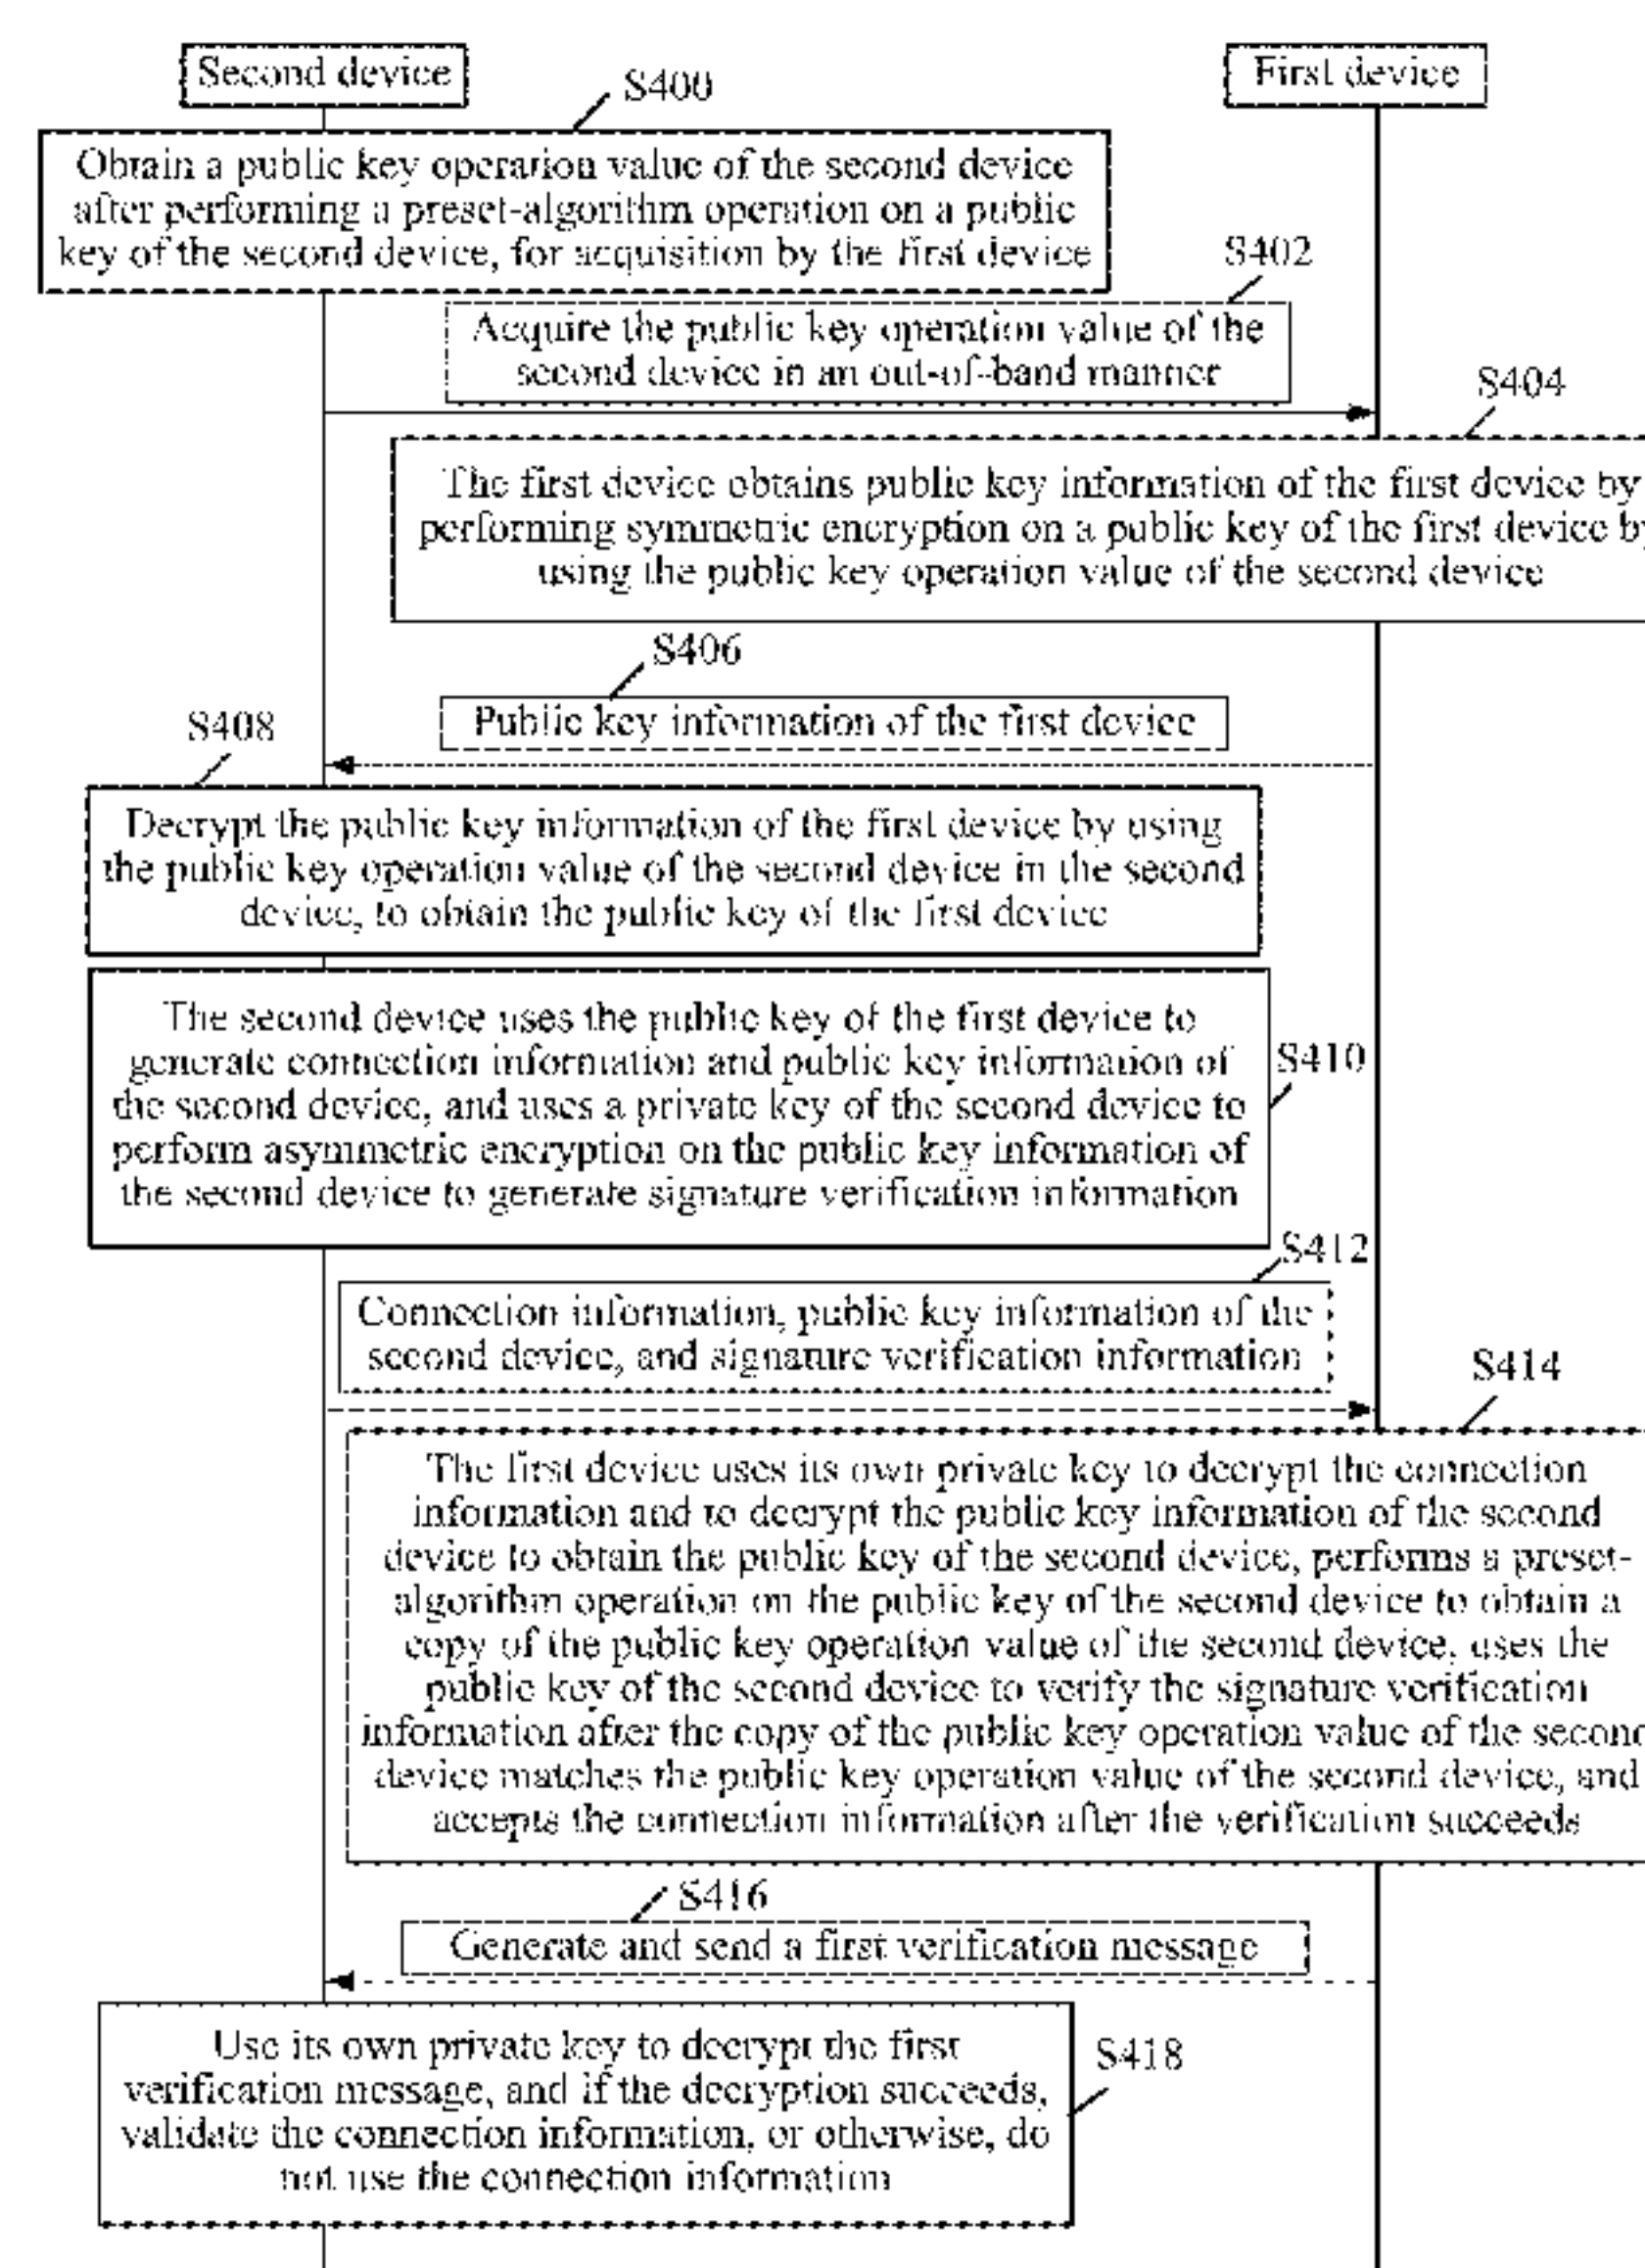 Second device
First device
S400
Obtain a public key operation value of the second device
after performing a preset-algorithm operation on a public
key of the second device, for acquisition by the first device
S402
Acquire the public key operation value of the
second device in an out-of-band manner
S404
The first device obtains public key information of the first device by
performing symmetric encryption on a public key of the first device by
using the public key operation value of the second device
S406
Public key information of the first device
S408
Decrypt the public key information of the first device by using
the public key operation value of the second device in the second
device, to obtain the public key of the first device
The second device uses the public key of the first device to
generate connection information and public key information of
the second device, and uses a private key of the second device to
perform asymmetric encryption on the public key information of
the second device to generate signature verification information
S410
S412
Connection information, public key information of the
second device, and signature verification information
S414
The first device uses its own private key to decrypt the connection
information and to decrypt the public key information of the second
device to obtain the public key of the second device, performs a preset-
algorithm operation on the public key of the second device to obtain a
copy of the public key operation value of the second device, uses the
public key of the second device to verify the signature verification
information after the copy of the public key operation value of the second
device matches the public key operation value of the second device, and
accepts the connection information after the verification succeeds
S416
Generate and send a first verification message
Use its own private key to decrypt the first
verification message, and if the decryption succeeds,
validate the connection information, or otherwise, do
not use the connection information
S418